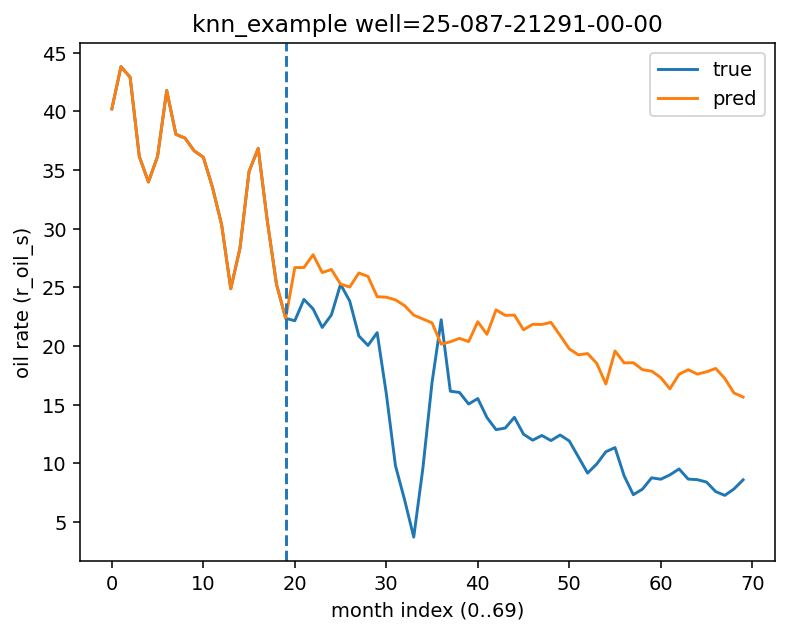 knn_example well=25-087-21291-00-00
true
pred
oil rate (r_oil_s)
45
40
35
30
25
20
15
10
5
0 10 20 30 40 50 60 70
month index (0..69)